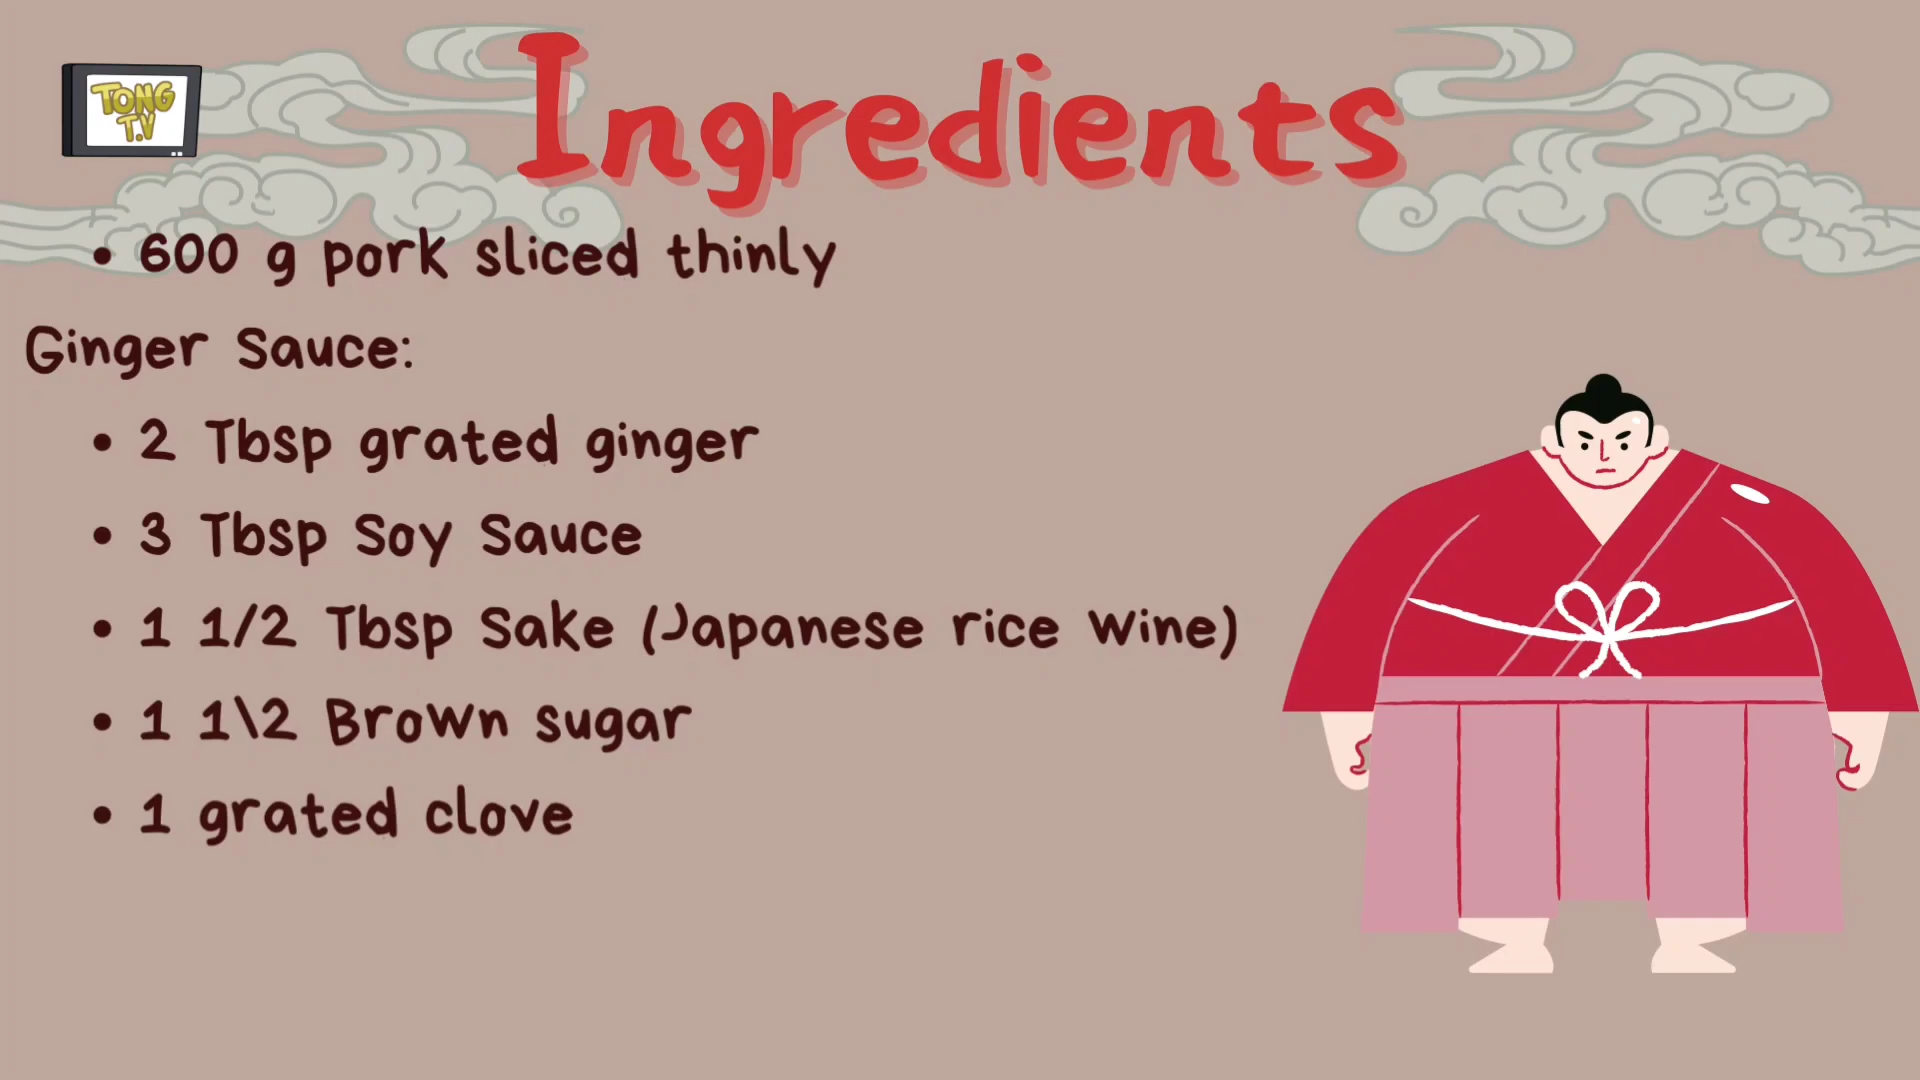 TONG
T.V
Ingredients
• 600 g pork sliced thinly
Ginger Sauce:
• 2 Tbsp grated ginger
• 3 Tbsp Soy Sauce
• 1 1/2 Tbsp Sake (Japanese rice wine)
• 1 1\2 Brown sugar
• 1 grated clove